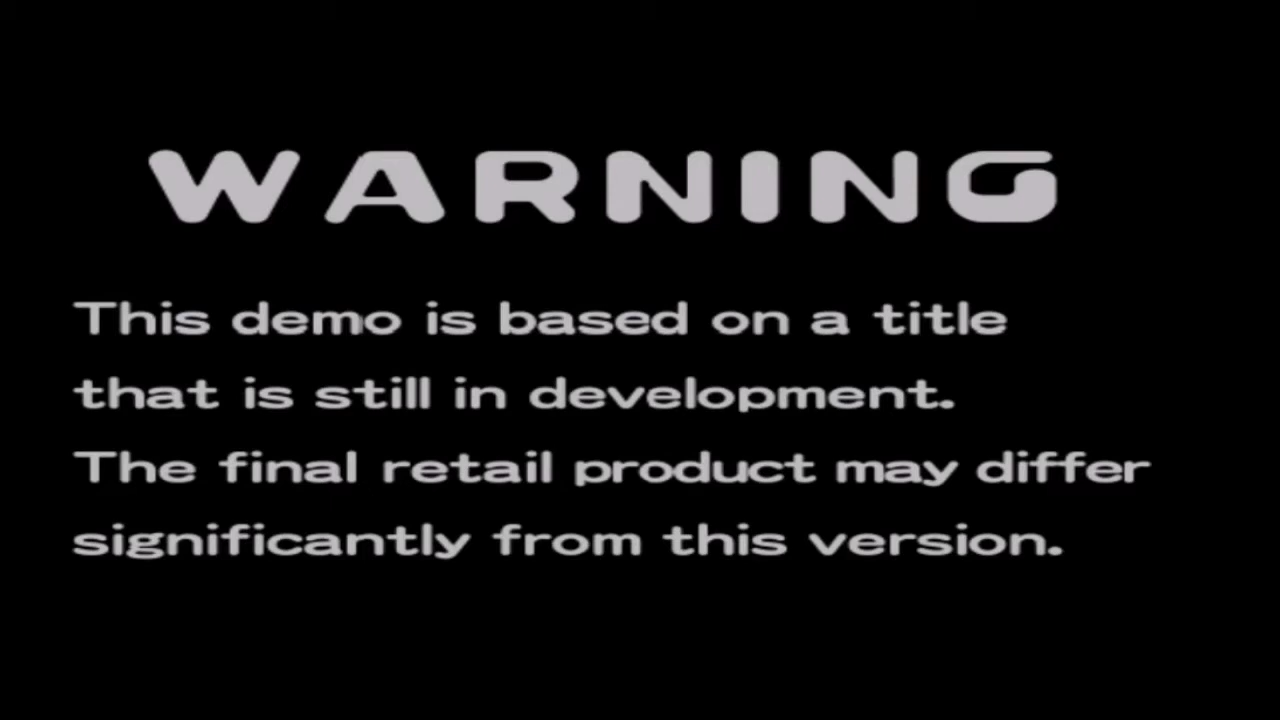 WARNING
This demo is based on a title
that is still in development.
The final retail product may differ
significantly from this version.